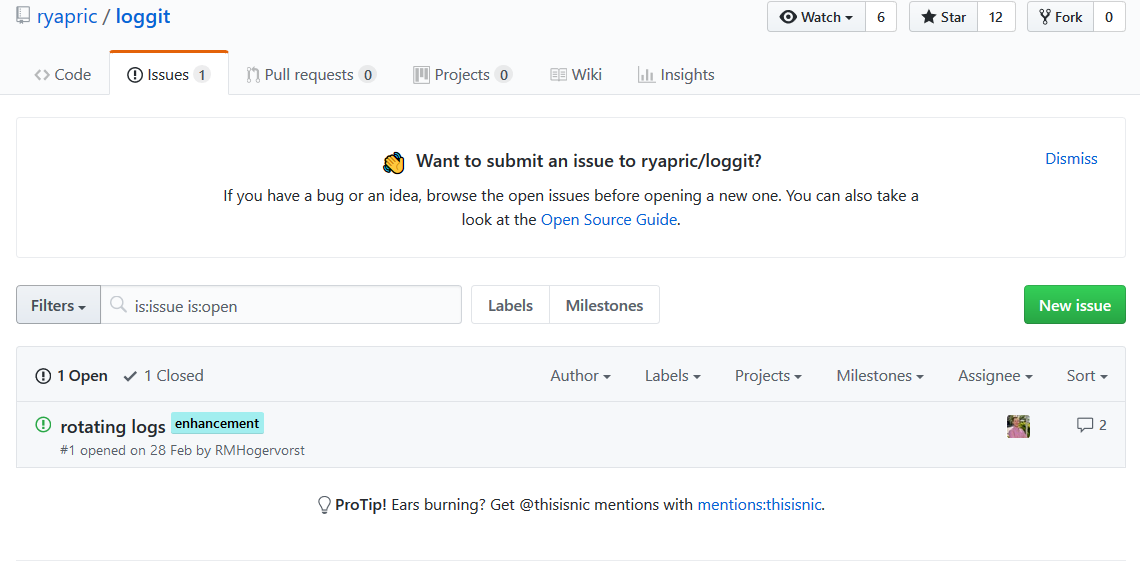 ryapric / loggit
Watch 6 Star 12 Fork 0
Code Issues 1 Pull requests 0 Projects 0 Wiki Insights
Want to submit an issue to ryapric/loggit?
Dismiss
If you have a bug or an idea, browse the open issues before opening a new one. You can also take a
look at the Open Source Guide.
Filters is:issue is:open Labels Milestones New issue
1 Open 1 Closed Author Labels Projects Milestones Assignee Sort
rotating logs enhancement 2
#1 opened on 28 Feb by RMHogervorst
ProTip! Ears burning? Get @thisisnic mentions with mentions:thisisnic.